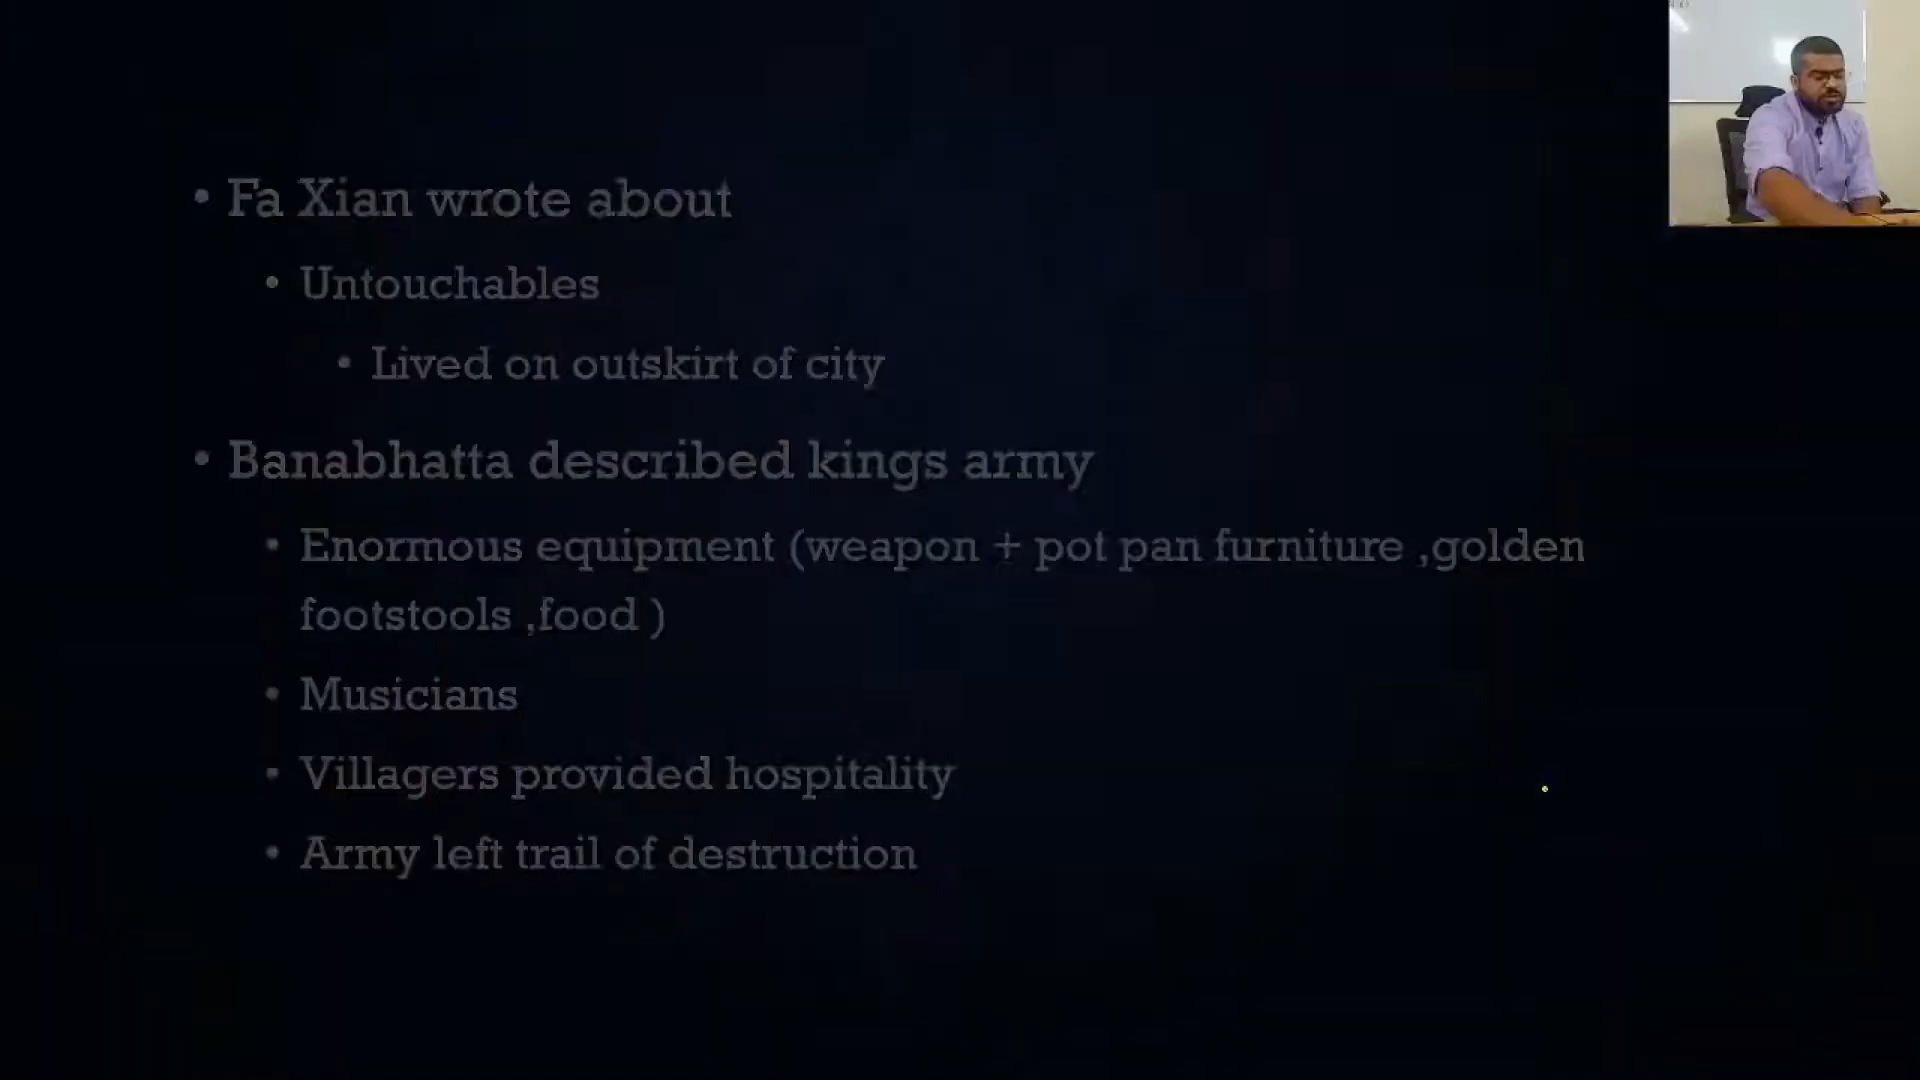 • Fa Xian wrote about
• Untouchables
• Lived on outskirt of city
• Banabhatta described kings army
• Enormous equipment (weapon + pot pan furniture ,golden
footstools ,food )
• Musicians
• Villagers provided hospitality
• Army left trail of destruction